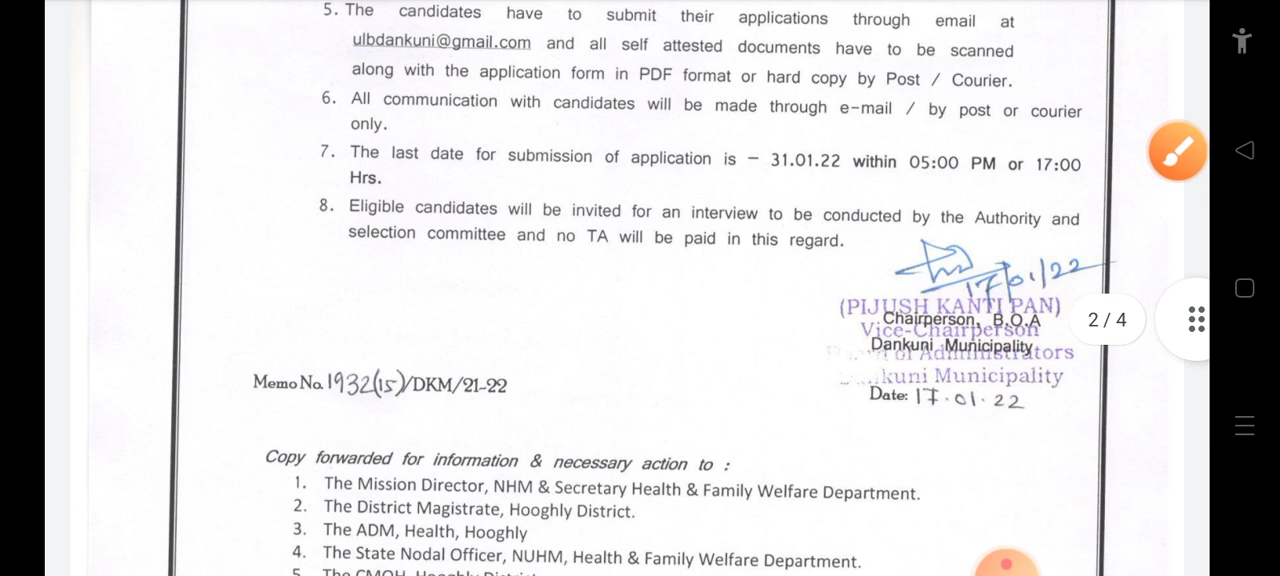 5. The candidates have to submit their applications through email at
ulbdankuni@gmail.com and all self attested documents have to be scanned
along with the application form in PDF format or hard copy by Post / Courier.
6. All communication with candidates will be made through e-mail / by post or courier
only.
7. The last date for submission of application is - 31.01.22 within 05:00 PM or 17:00
Hrs.
8. Eligible candidates will be invited for an interview to be conducted by the Authority and
selection committee and no TA will be paid in this regard.
17/01/22
(PIJUSH KANTI PAN)
Chairperson, B.O.A
Vice-Chairperson
Dankuni Municipality
of Administrators
Municipality
2 / 4
Memo No. 1932(15)/DKM/21-22
Date: 17.01.22
Copy forwarded for information & necessary action to :
1. The Mission Director, NHM & Secretary Health & Family Welfare Department.
2. The District Magistrate, Hooghly District.
3. The ADM, Health, Hooghly
4. The State Nodal Officer, NUHM, Health & Family Welfare Department.
5. The CMOH, Hooghly District